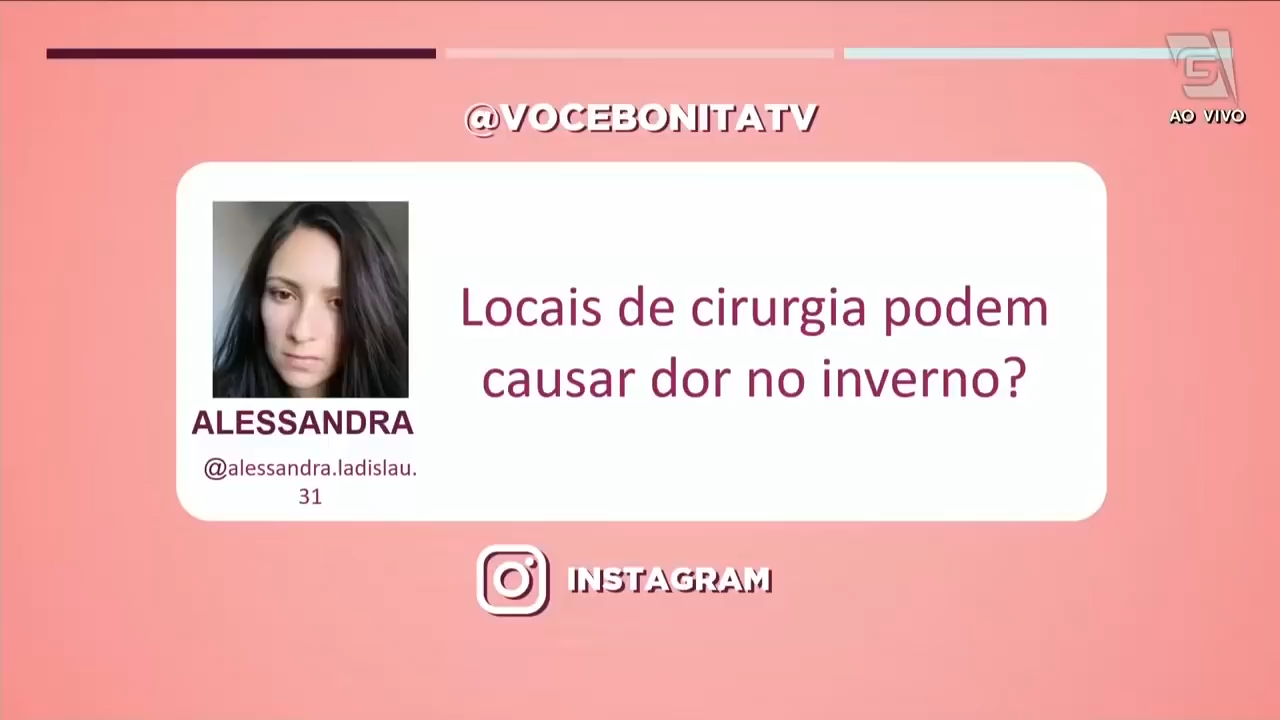 @VOCEBONITATV
AO VIVO
Locais de cirurgia podem
causar dor no inverno?
ALESSANDRA
@alessandra.ladislau.
31
INSTAGRAM